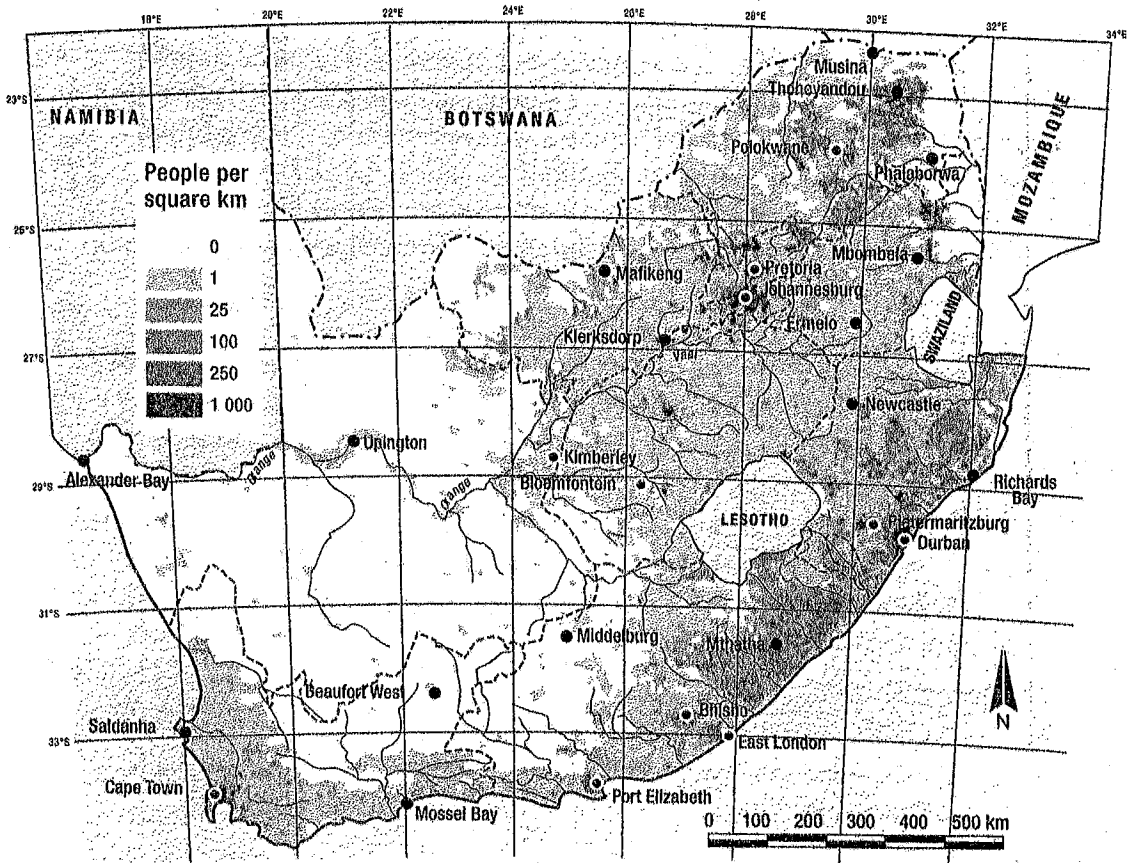 18°E 20°E 22°E 24°E 26°E 28°E 30°E 32°E 34°E
Musina
Thohoyandou
23°S
NAMIBIA
BOTSWANA
MOZAMBIQUE
Polokwane
Phalaborwa
People per
square km
0
1
25
100
250
1 000
25°S
Mbombela
Mafikeng
Pretoria
Johannesburg
SWAZILAND
Ermelo
Klerksdorp
Vaal
27°S
Newcastle
Upington
Kimberley
Orange
Alexander Bay
Orange
Bloemfontein
29°S
Richards
Bay
LESOTHO
Pietermaritzburg
Durban
31°S
Middelburg
Mthatha
Beaufort West
Bhisho
Saldanha
33°S
East London
Cape Town
Port Elizabeth
Mossel Bay
N
0 100 200 300 400 500 km